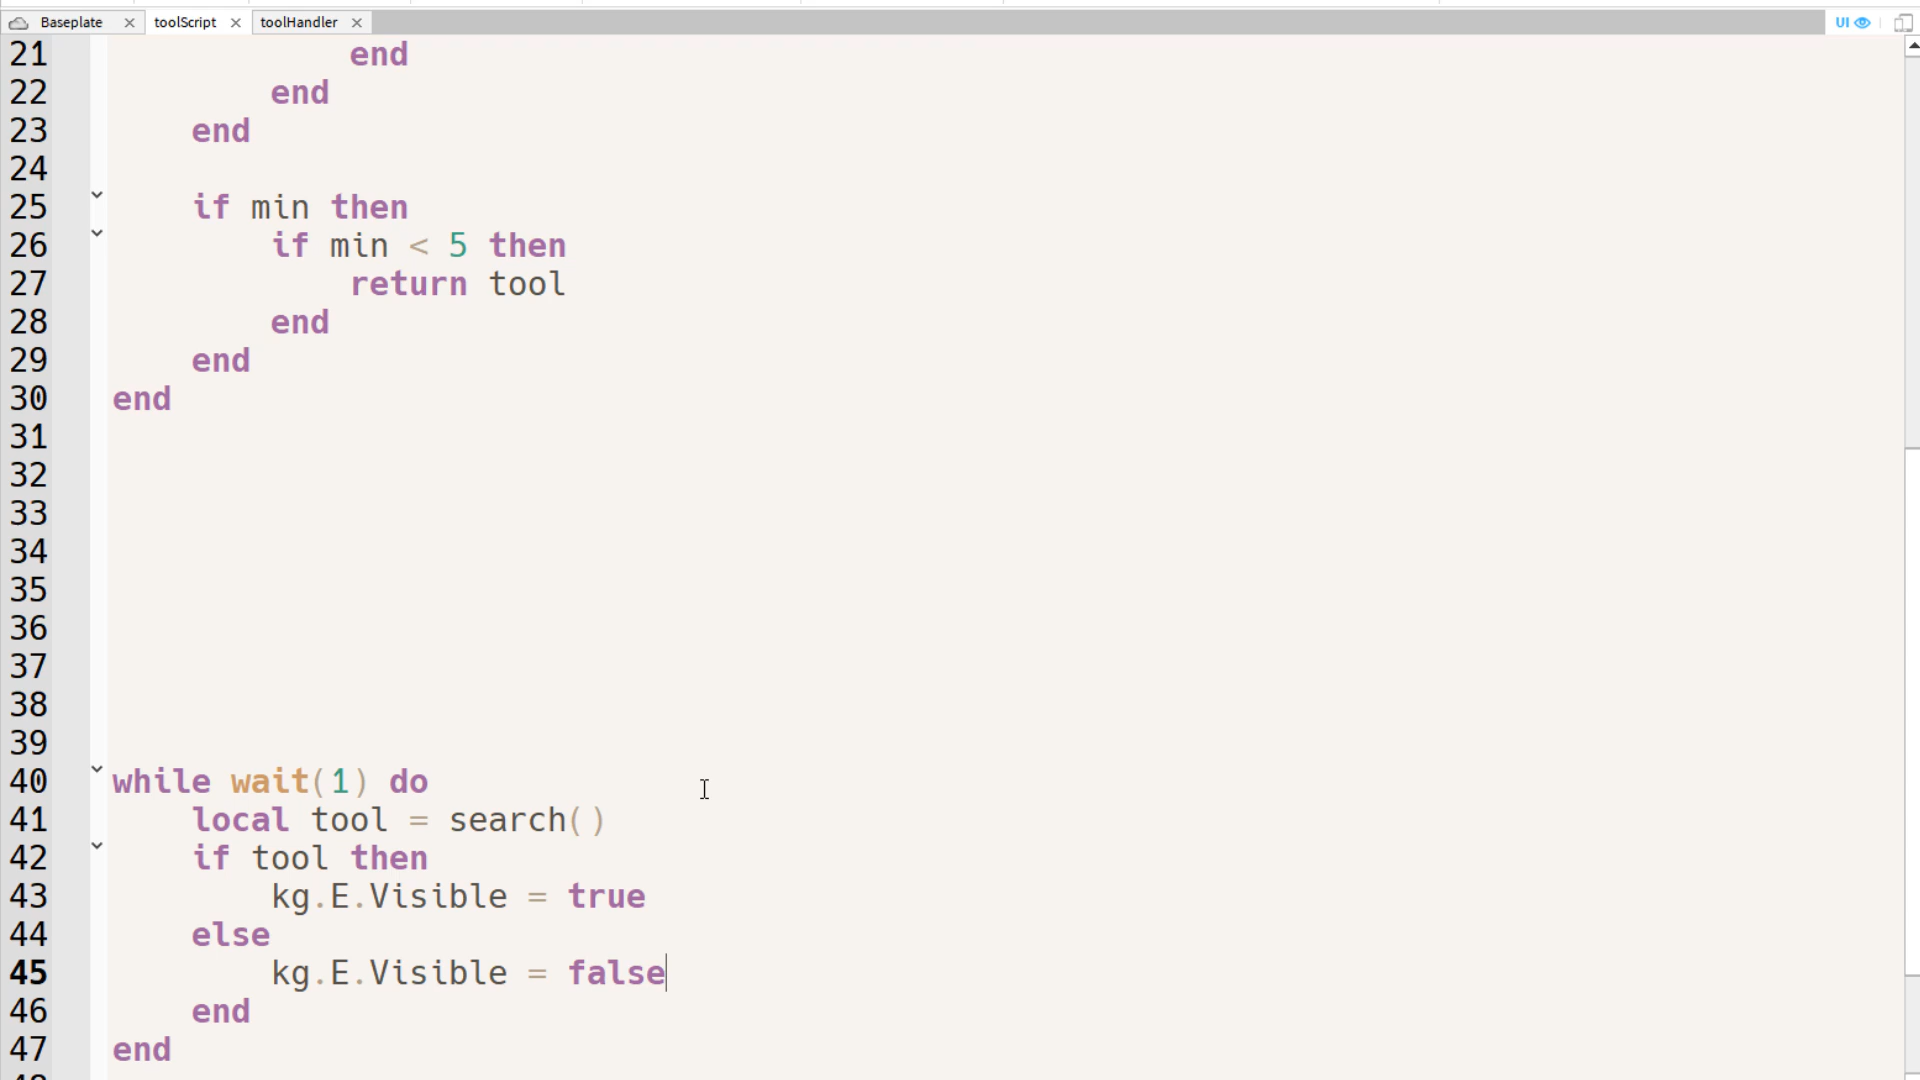 Baseplate toolScript toolHandler UI
21 end
22 end
23 end
24
25 if min then
26 if min < 5 then
27 return tool
28 end
29 end
30 end
31
32
33
34
35
36
37
38
39
40 while wait(1) do
41 local tool = search()
42 if tool then
43 kg.E.Visible = true
44 else
45 kg.E.Visible = false
46 end
47 end